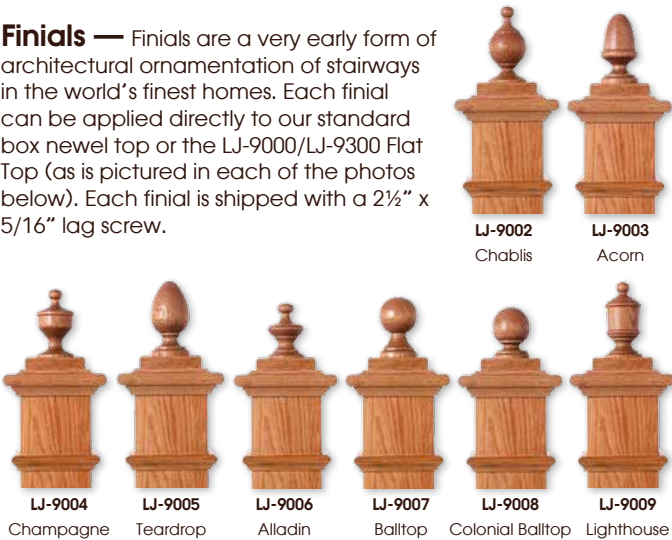 Finials — Finials are a very early form of
architectural ornamentation of stairways
in the world's finest homes. Each finial
can be applied directly to our standard
box newel top or the LJ-9000/LJ-9300 Flat
Top (as is pictured in each of the photos
below). Each finial is shipped with a 2½" x
5/16" lag screw.
LJ-9002 LJ-9003
Chablis Acorn
LJ-9004 LJ-9005 LJ-9006 LJ-9007 LJ-9008 LJ-9009
Champagne Teardrop Alladin Balltop Colonial Balltop Lighthouse